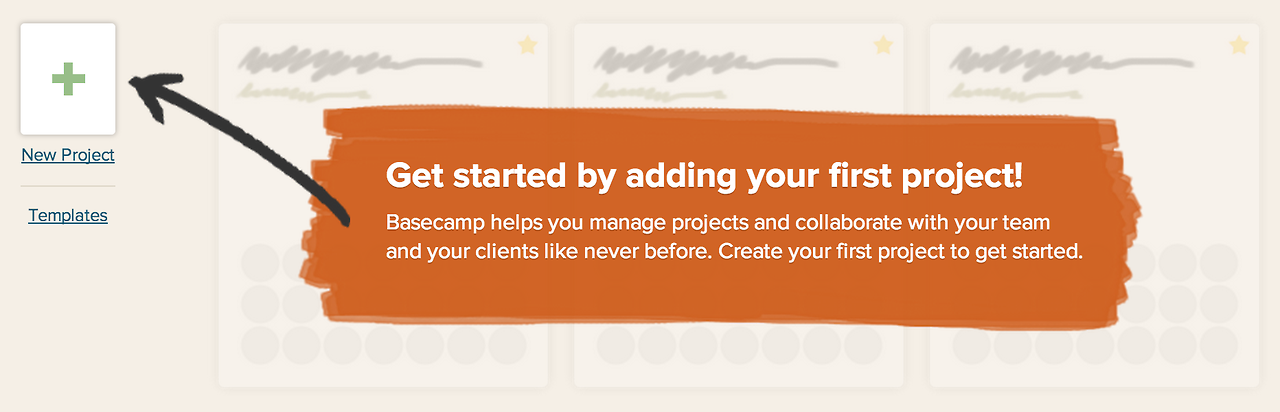 New Project
Templates
Get started by adding your first project!
Basecamp helps you manage projects and collaborate with your team
and your clients like never before. Create your first project to get started.